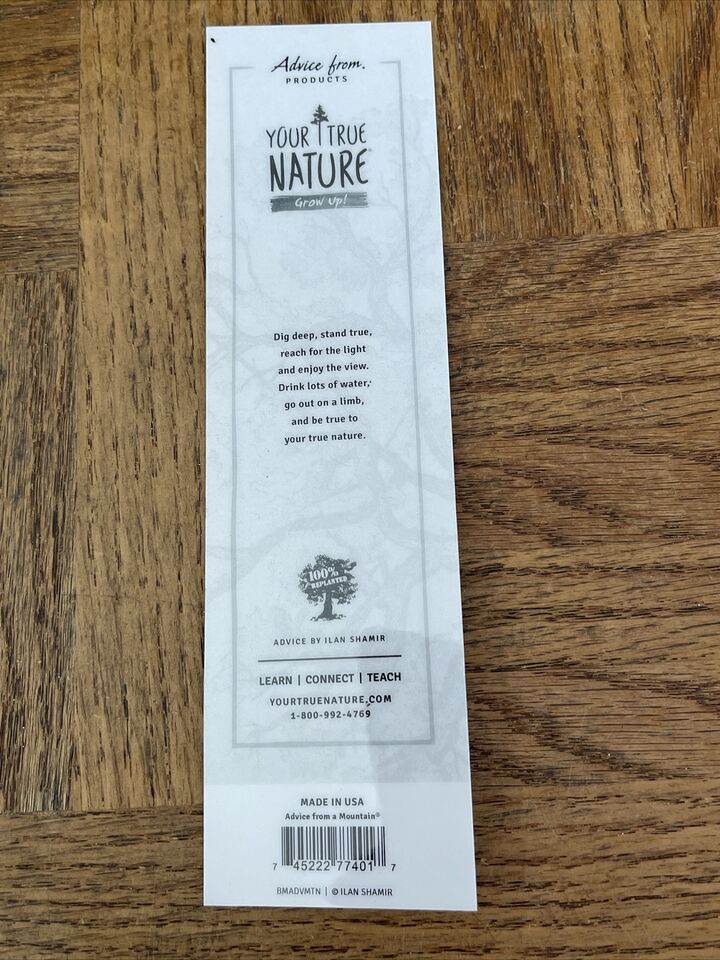 Advice from.
PRODUCTS
YOUR TRUE
NATURE®
Grow Up!
Dig deep, stand true,
reach for the light
and enjoy the view.
Drink lots of water,
go out on a limb,
and be true to
your true nature.
100%
REPLANTED
ADVICE BY ILAN SHAMIR
LEARN | CONNECT | TEACH
YOURTRUENATURE.COM
1-800-992-4769
MADE IN USA
Advice from a Mountain®
7 45222 77401 7
BMADVMTN | © ILAN SHAMIR